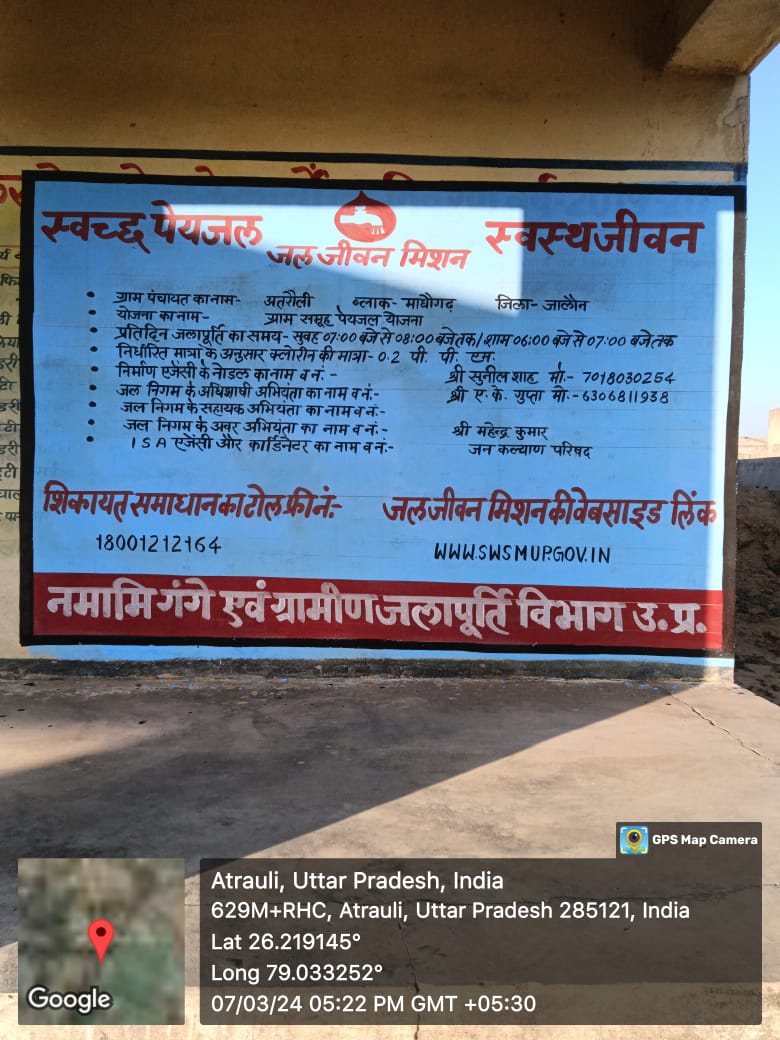 स्वच्छ पेयजल
जल जीवन मिशन
स्वस्थ जीवन
• ग्राम पंचायत का नाम- अतरौली ब्लाक- माधौगढ़ जिला- जालौन
• योजना का नाम- ग्राम समूह पेयजल योजना
• प्रतिदिन जलापूर्ति का समय- सुबह 07:00 बजे से 08:00 बजे तक/शाम 06:00 बजे से 07:00 बजे तक
• निर्धारित मात्रा के अनुसार क्लोरीन की मात्रा- 0.2 पी. पी. एम.
• निर्माण एजेंसी के नोडल का नाम व नं:- श्री सुनील शाह मो.- 7018030254
• जल निगम के अधिशाषी अभियंता का नाम व नं:- श्री ए. के. गुप्ता मो.- 6306811938
• जल निगम के सहायक अभियंता का नाम व नं:-
• जल निगम के अवर अभियंता का नाम व नं:- श्री महेन्द्र कुमार
• ISA एजेंसी और कार्डिनेटर का नाम व नं:- जन कल्याण परिषद
शिकायत समाधान का टोल फ्री नं:-
18001212164
जल जीवन मिशन की वेबसाइड लिंक
WWW.SWSMUP.GOV.IN
नमामि गंगे एवं ग्रामीण जलापूर्ति विभाग उ. प्र.
GPS Map Camera
Atrauli, Uttar Pradesh, India
629M+RHC, Atrauli, Uttar Pradesh 285121, India
Lat 26.219145°
Long 79.033252°
07/03/24 05:22 PM GMT +05:30
Google